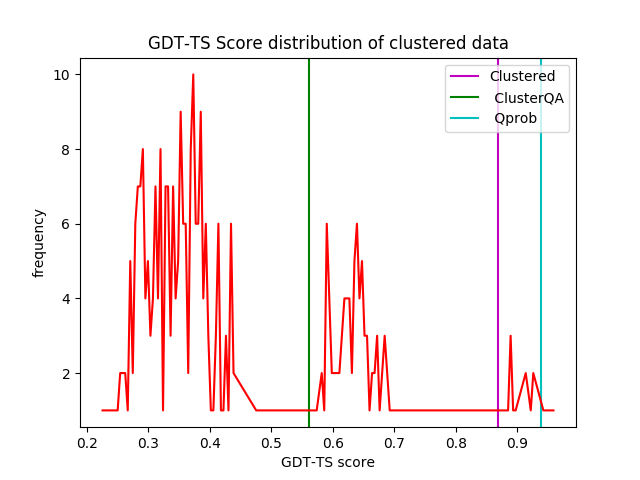 GDT-TS Score distribution of clustered data
Clustered
ClusterQA
Qprob
frequency
10
8
6
4
2
0.2 0.3 0.4 0.5 0.6 0.7 0.8 0.9
GDT-TS score